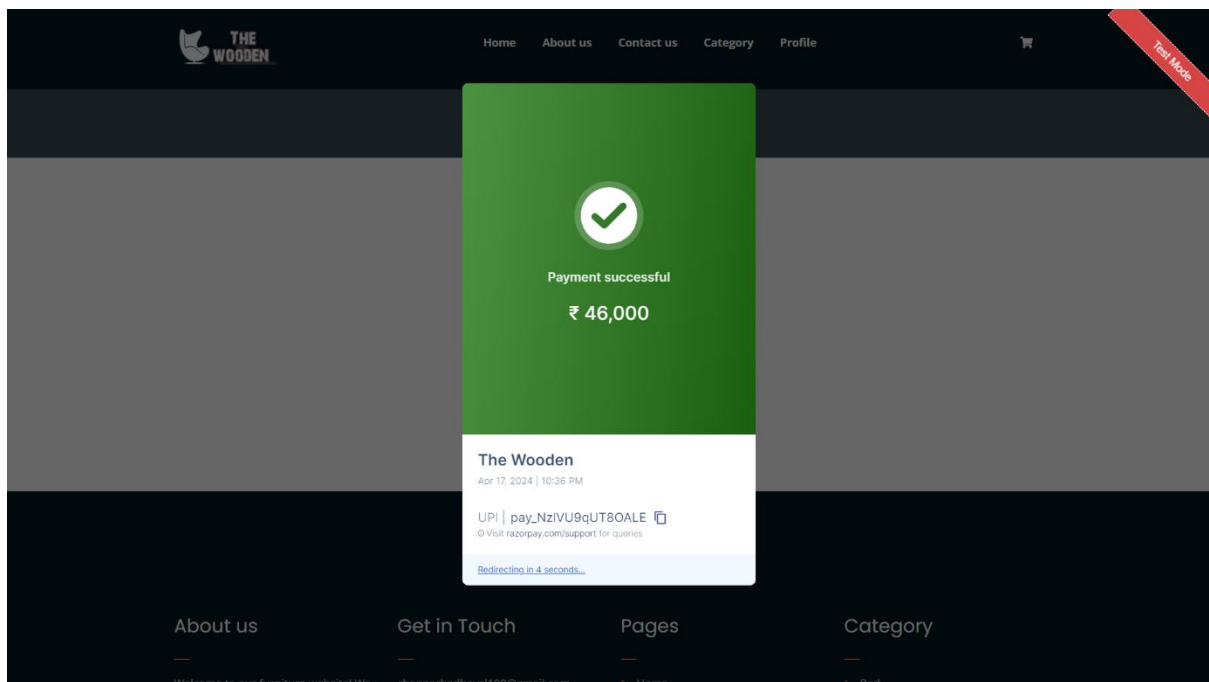 THE
WOODEN
Home About us Contact us Category Profile
Test Mode
Payment successful
₹ 46,000
The Wooden
Apr 17, 2024 | 10:36 PM
UPI | pay_NzIVU9qUT8OALE
Visit razorpay.com/support for queries
Redirecting in 4 seconds...
About us Get in Touch Pages Category